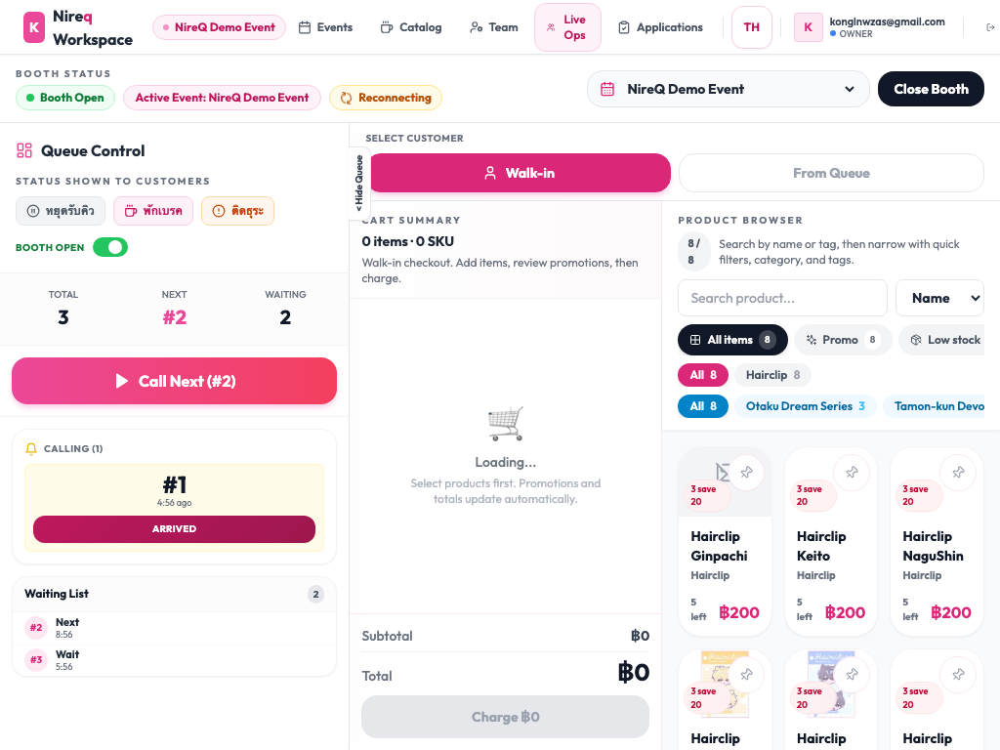 K
Nireq
Workspace
NireQ Demo Event
Events
Catalog
Team
Live
Ops
Applications
TH
K
konglnwzas@gmail.com
OWNER
BOOTH STATUS
Booth Open
Active Event: NireQ Demo Event
Reconnecting
NireQ Demo Event
Close Booth
Queue Control
STATUS SHOWN TO CUSTOMERS
หยุดรับคิว
พักเบรค
ติดธุระ
BOOTH OPEN
TOTAL
NEXT
WAITING
3
#2
2
Call Next (#2)
CALLING (1)
#1
4:56 ago
ARRIVED
Waiting List
2
#2
Next
8:56
#3
Wait
5:56
< Hide Queue
SELECT CUSTOMER
Walk-in
From Queue
CART SUMMARY
0 items · 0 SKU
Walk-in checkout. Add items, review promotions, then
charge.
Loading...
Select products first. Promotions and
totals update automatically.
Subtotal
฿0
Total
฿0
Charge ฿0
PRODUCT BROWSER
8 /
8
Search by name or tag, then narrow with quick
filters, category, and tags.
Search product...
Name
All items 8
Promo 8
Low stock
All 8
Hairclip 8
All 8
Otaku Dream Series 3
Tamon-kun Devo
3 save
20
Hairclip
Ginpachi
Hairclip
5
left
฿200
3 save
20
Hairclip
Keito
Hairclip
5
left
฿200
3 save
20
Hairclip
NaguShin
Hairclip
5
left
฿200
3 save
20
Hairclip
3 save
20
Hairclip
3 save
20
Hairclip